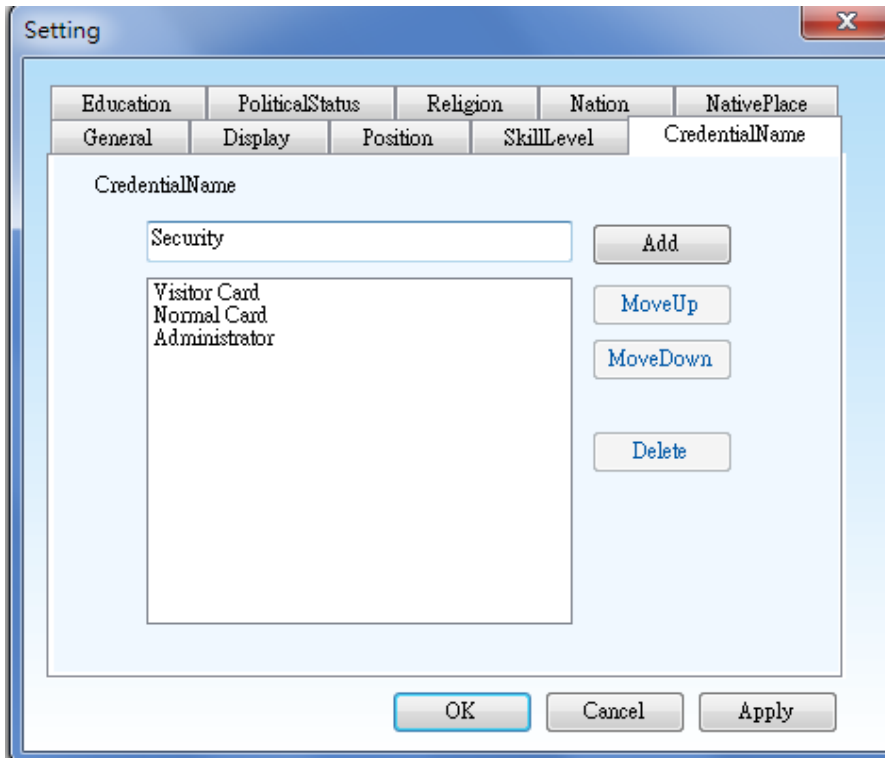 Setting
Education PoliticalStatus Religion Nation NativePlace
General Display Position SkillLevel CredentialName
CredentialName
Security
Add
Visitor Card
Normal Card
Administrator
MoveUp
MoveDown
Delete
OK Cancel Apply